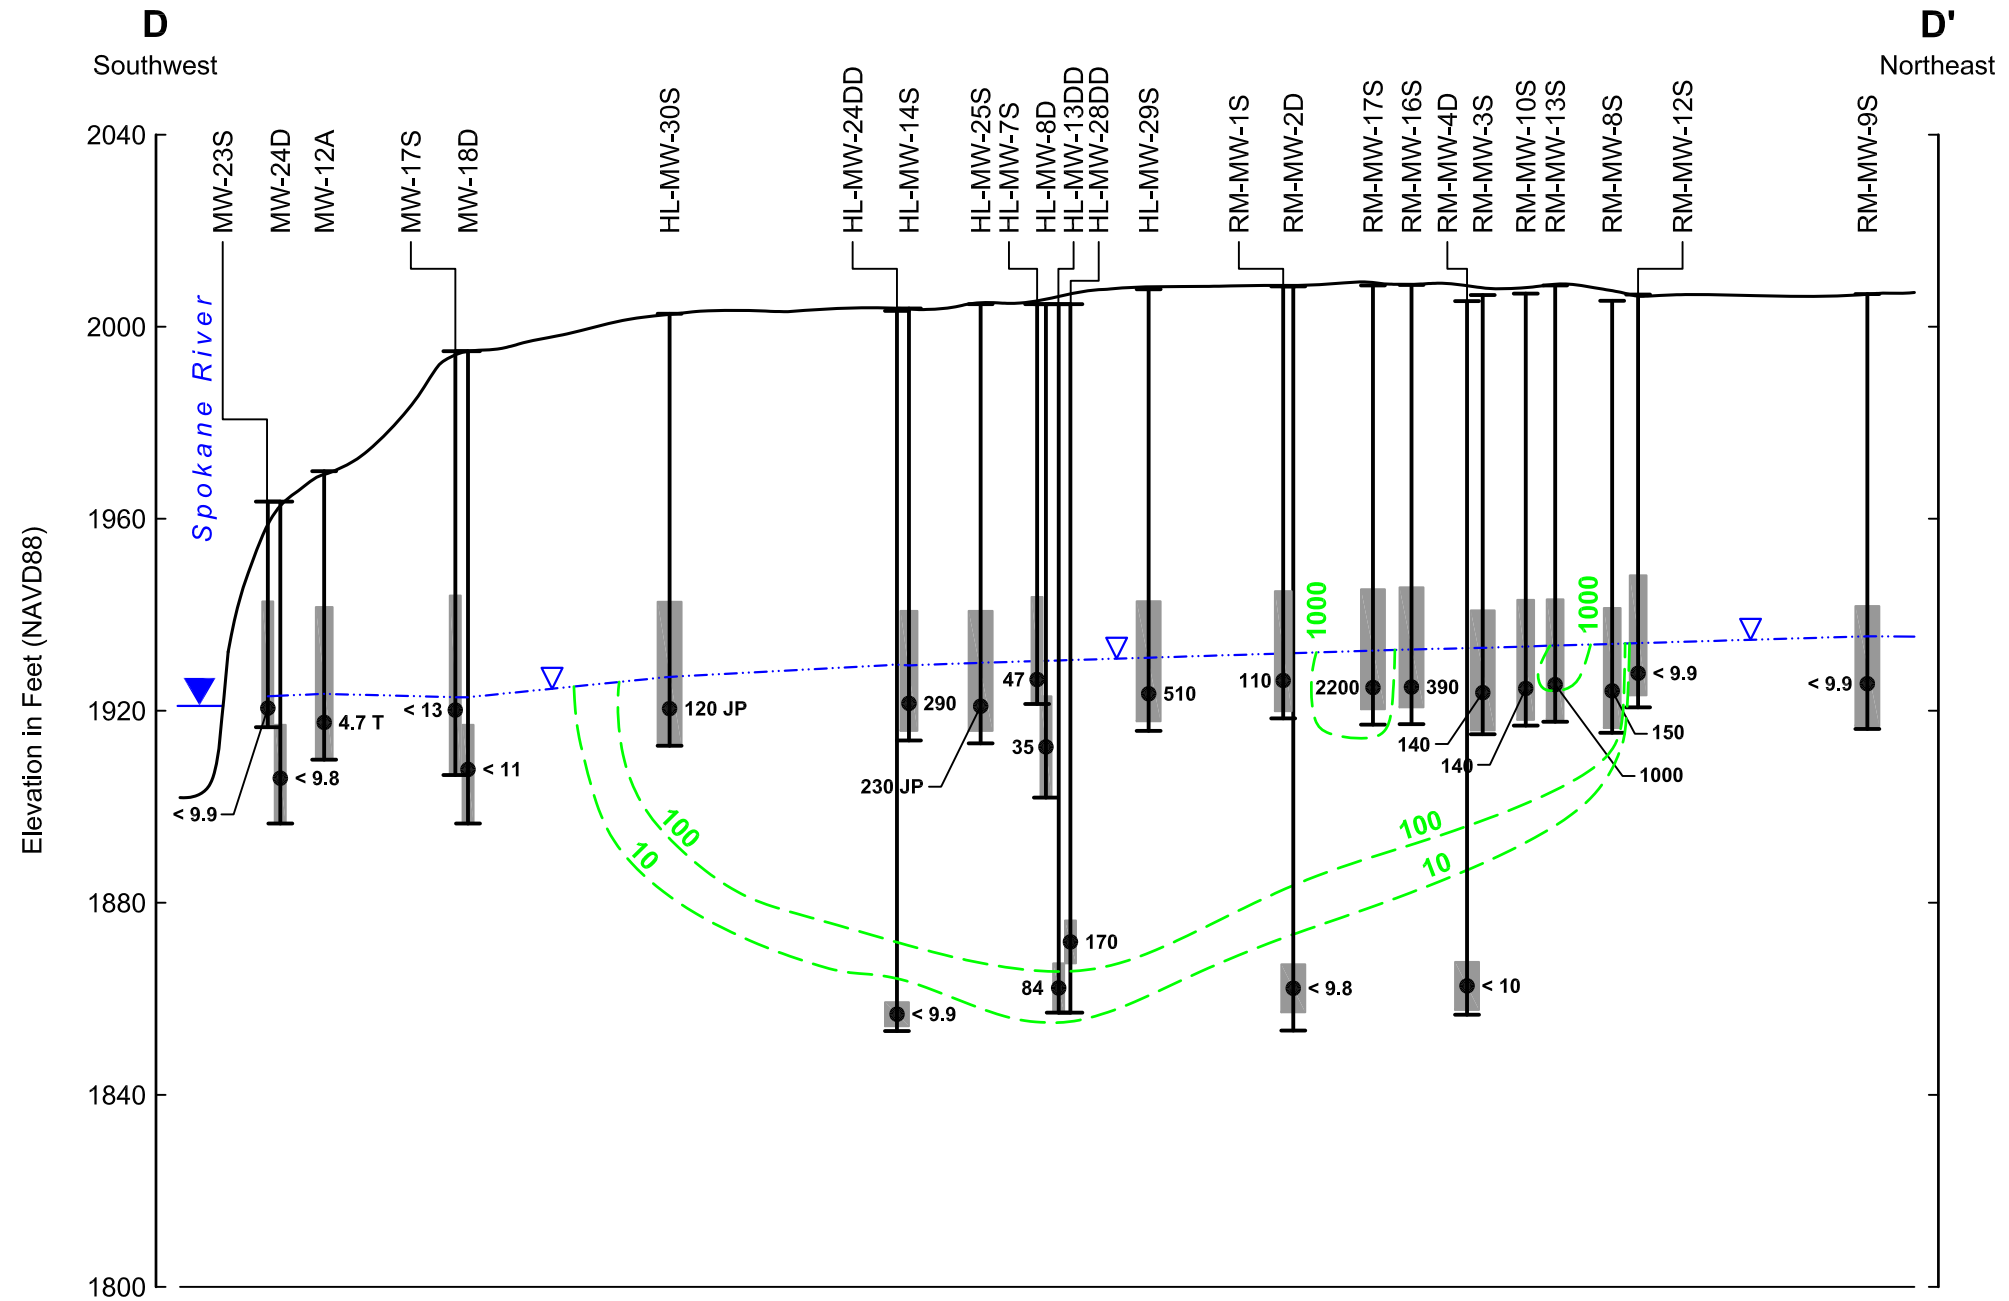 D
Southwest
D'
Northeast
MW-23S
MW-24D
MW-12A
MW-17S
MW-18D
HL-MW-30S
HL-MW-24DD
HL-MW-14S
HL-MW-25S
HL-MW-7S
HL-MW-8D
HL-MW-13DD
HL-MW-28DD
HL-MW-29S
RM-MW-1S
RM-MW-2D
RM-MW-17S
RM-MW-16S
RM-MW-4D
RM-MW-3S
RM-MW-10S
RM-MW-13S
RM-MW-8S
RM-MW-12S
RM-MW-9S
2040
2000
1960
1920
1880
1840
1800
Elevation in Feet (NAVD88)
Spokane River
< 9.9
< 9.8
4.7 T
< 13
< 11
120 JP
290
230 JP
47
35
510
110
2200
390
140
140
150
1000
< 9.9
< 9.9
170
84
< 9.9
< 9.8
< 10
1000
1000
100
10
100
10